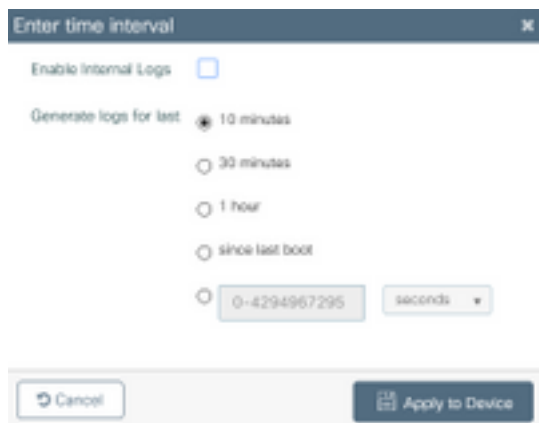 Enter time interval
Enable Internal Logs
Generate logs for last
10 minutes
30 minutes
1 hour
since last boot
0-4294967295 seconds
Cancel
Apply to Device